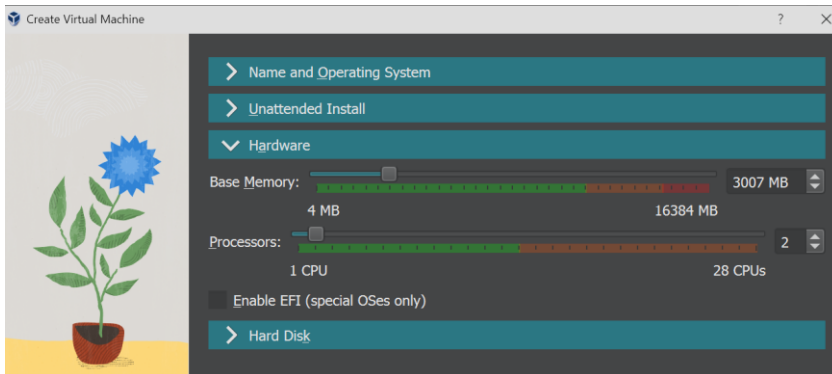 Create Virtual Machine ?
Name and Operating System
Unattended Install
Hardware
Base Memory: 3007 MB
4 MB 16384 MB
Processors: 2
1 CPU 28 CPUs
Enable EFI (special OSes only)
Hard Disk